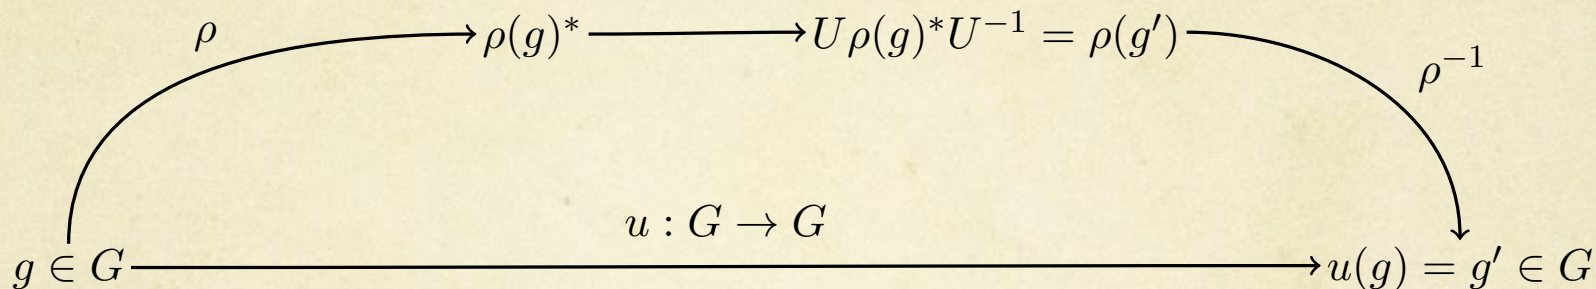 ρ
ρ(g)* Uρ(g)*U⁻¹ = ρ(g′)
ρ⁻¹
u : G → G
g ∈ G u(g) = g′ ∈ G